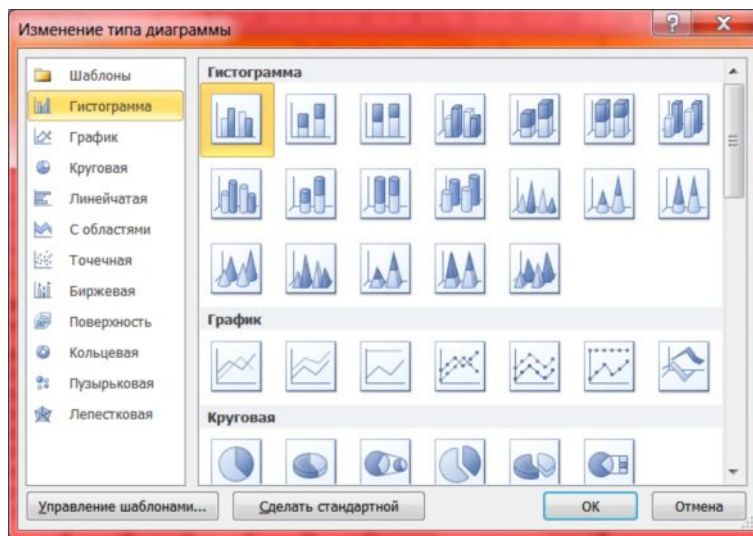 Изменение типа диаграммы
Шаблоны
Гистограмма
График
Круговая
Линейчатая
С областями
Точечная
Биржевая
Поверхность
Кольцевая
Пузырьковая
Лепестковая
Гистограмма
График
Круговая
Управление шаблонами...
Сделать стандартной
ОК
Отмена